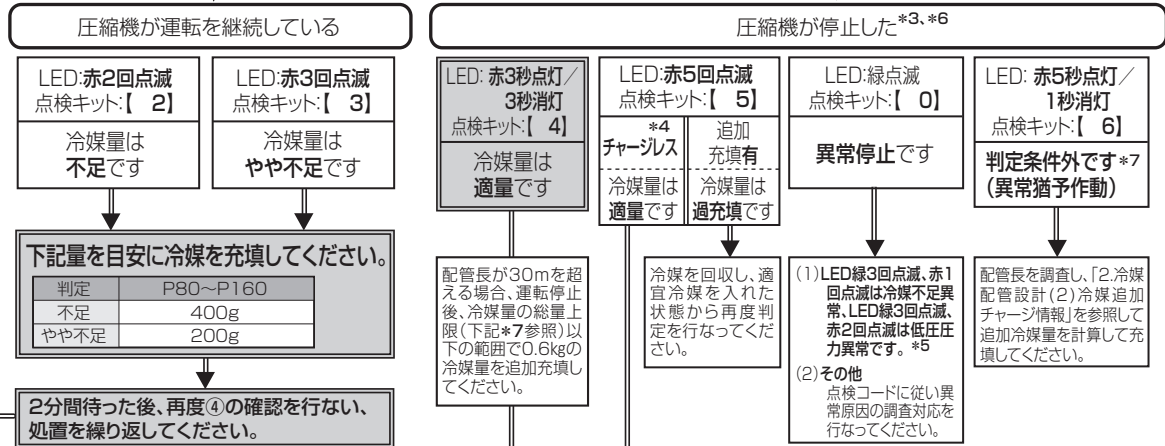 圧縮機が運転を継続している
LED:赤2回点滅
点検キット:【　2】
冷媒量は
不足です
LED:赤3回点滅
点検キット:【　3】
冷媒量は
やや不足です
下記量を目安に冷媒を充填してください。
判定　P80～P160
不足　400g
やや不足　200g
2分間待った後、再度④の確認を行ない、
処置を繰り返してください。
圧縮機が停止した*3、*6
LED: 赤3秒点灯／
3秒消灯
点検キット:【　4】
冷媒量は
適量です
配管長が30mを超
える場合、運転停止
後、冷媒量の総量上
限(下記*7参照)以
下の範囲で0.6kgの
冷媒量を追加充填し
てください。
LED:赤5回点滅
点検キット:【　5】
*4
チャージレス
冷媒量は
適量です
追加
充填有
冷媒量は
過充填です
冷媒を回収し、適
宜冷媒を入れた
状態から再度判
定を行なってくだ
さい。
LED:緑点滅
点検キット:【　0】
異常停止です
(1)LED緑3回点滅、赤1
回点滅は冷媒不足異
常、LED緑3回点滅、
赤2回点滅は低圧圧
力異常です。*5
(2)その他
点検コードに従い異
常原因の調査対応を
行なってください。
LED: 赤5秒点灯／
1秒消灯
点検キット:【　6】
判定条件外です*7
(異常猶予作動)
配管長を調査し、「2.冷媒
配管設計(2)冷媒追加
チャージ情報」を参照して
追加冷媒量を計算して充
填してください。